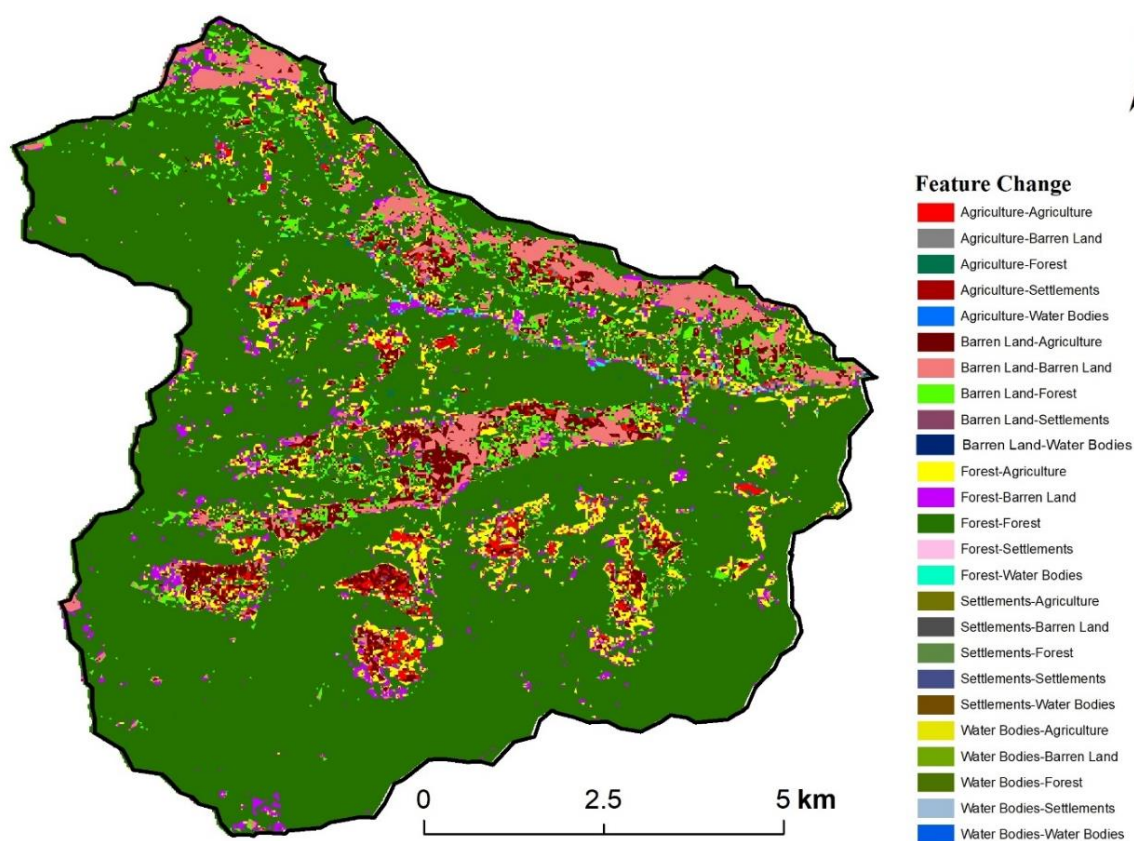 Feature Change
Agriculture-Agriculture
Agriculture-Barren Land
Agriculture-Forest
Agriculture-Settlements
Agriculture-Water Bodies
Barren Land-Agriculture
Barren Land-Barren Land
Barren Land-Forest
Barren Land-Settlements
Barren Land-Water Bodies
Forest-Agriculture
Forest-Barren Land
Forest-Forest
Forest-Settlements
Forest-Water Bodies
Settlements-Agriculture
Settlements-Barren Land
Settlements-Forest
Settlements-Settlements
Settlements-Water Bodies
Water Bodies-Agriculture
Water Bodies-Barren Land
Water Bodies-Forest
Water Bodies-Settlements
Water Bodies-Water Bodies
0 2.5 5 km